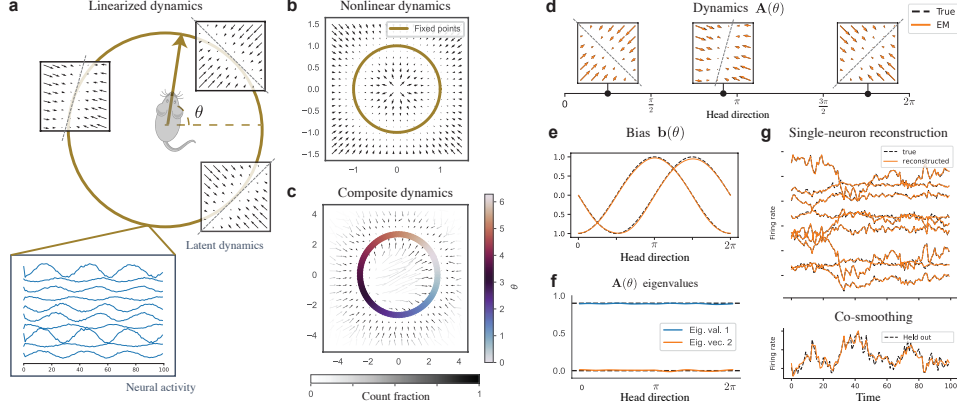 a
Linearized dynamics
θ
Latent dynamics
0 20 40 60 80 100
Neural activity
b
Nonlinear dynamics
Fixed points
1.5
1.0
0.5
0.0
-0.5
-1.0
-1.5
-1 0 1
c
Composite dynamics
4
2
0
-2
-4
-4 -2 0 2 4
6
5
4
3
2
1
0
θ
0 1
Count fraction
d
Dynamics A(θ)
True
EM
0 π/2 π 3π/2 2π
Head direction
e
Bias b(θ)
1.0
0.5
0.0
0.5
1.0
0 π 2π
f
A(θ) eigenvalues
1.0
0.5
0.0
Eig. val. 1
Eig. vec. 2
0 π 2π
Head direction
g
Single-neuron reconstruction
true
reconstructed
Firing rate
Co-smoothing
Held out
Firing rate
0 20 40 60 80 100
Time